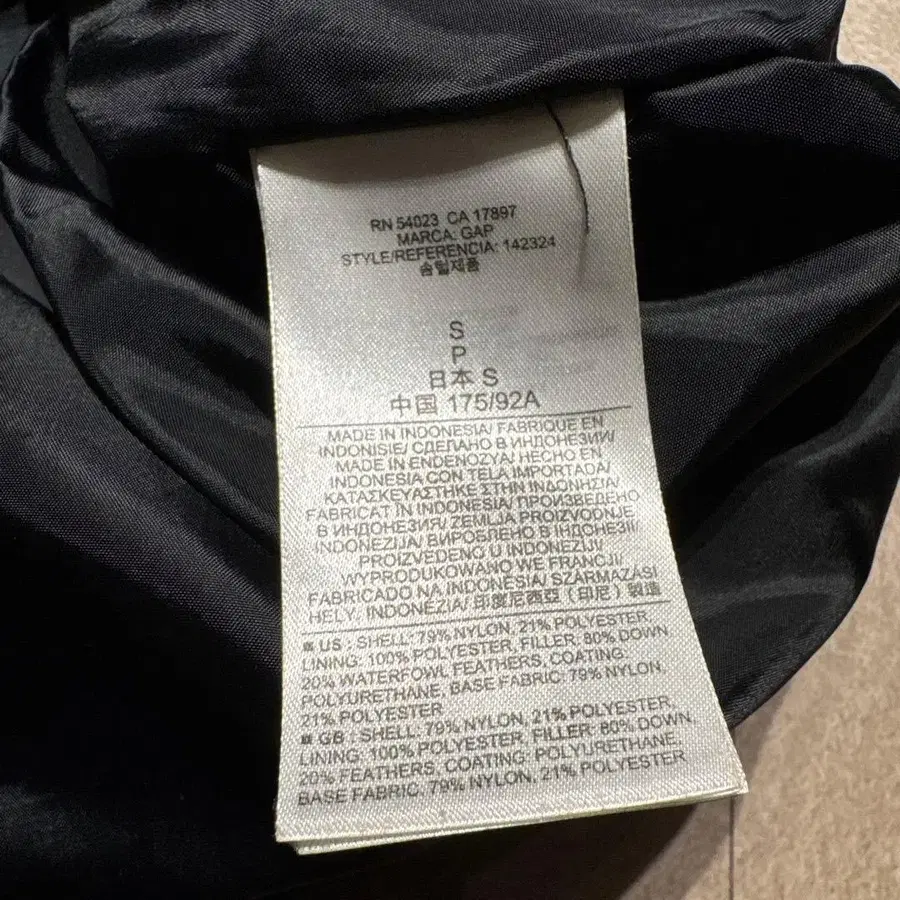 RN 54023 CA 17897
MARCA: GAP
STYLE/REFERENCIA: 142324
솜털제품
S
P
日本 S
中国 175/92A
MADE IN INDONESIA/ FABRIQUE EN
INDONISIE/ СДЕЛАНО В ИНДОНЕЗИИ/
MADE IN ENDENOZYA/ HECHO EN
INDONESIA CON TELA IMPORTADA/
ΚΑΤΑΣΚΕΥΑΣΤΗΚΕ ΣΤΗΝ ΙΝΔΟΝΗΣΙΑ/
FABRICAT ÎN INDONESIA/ ПРОИЗВЕДЕНО
В ИНДОНЕЗИЯ/ ZEMLJA PROIZVODNJE
INDONEZIJA/ ВИРОБЛЕНО В ІНДОНЕЗІЇ/
PROIZVEDENO U INDONEZIJI/
WYPRODUKOWANO WE FRANCJI/
FABRICADO NA INDONESIA/ SZÁRMAZÁSI
HELY: INDONÉZIA/ 印度尼西亞 (印尼) 製造
■ US : SHELL: 79% NYLON, 21% POLYESTER,
LINING: 100% POLYESTER, FILLER: 80% DOWN,
20% WATERFOWL FEATHERS, COATING:
POLYURETHANE, BASE FABRIC: 79% NYLON,
21% POLYESTER
■ GB : SHELL: 79% NYLON, 21% POLYESTER,
LINING: 100% POLYESTER, FILLER: 80% DOWN,
20% FEATHERS, COATING: POLYURETHANE,
BASE FABRIC, 79% NYLON, 21% POLYESTER